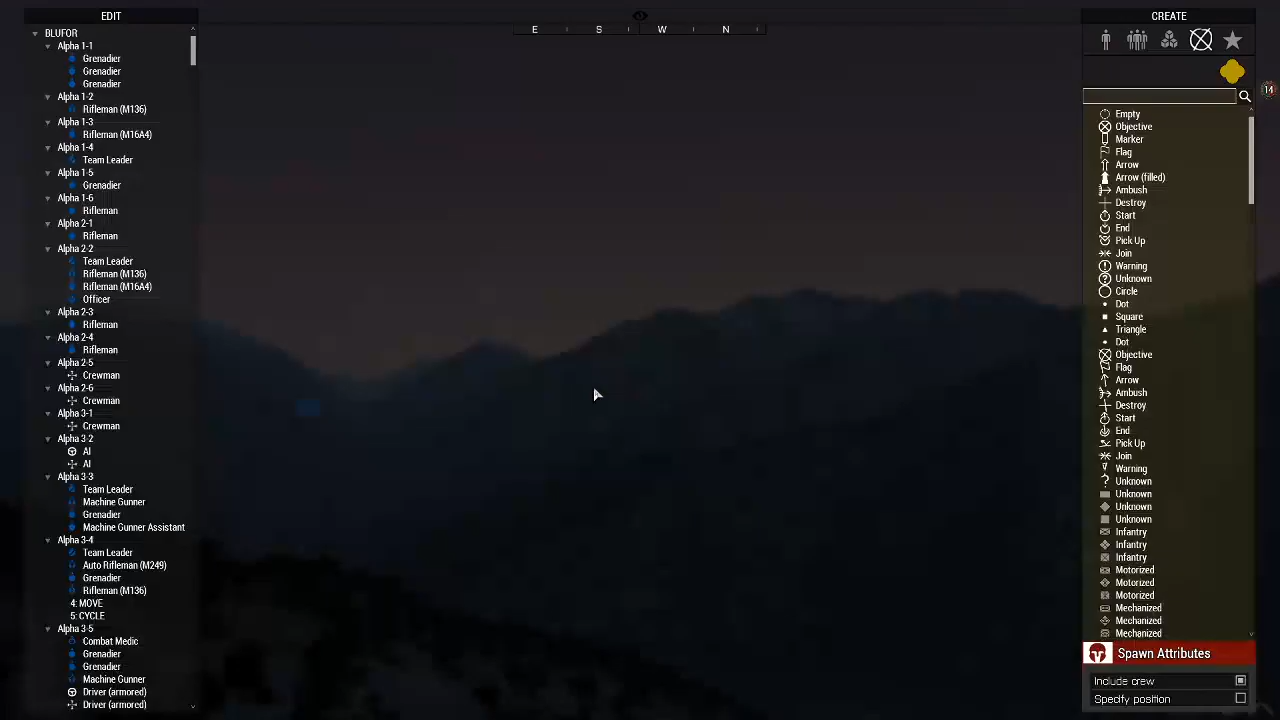 EDIT
BLUFOR
Alpha 1-1
Grenadier
Grenadier
Grenadier
Alpha 1-2
Rifleman (M136)
Alpha 1-3
Rifleman (M16A4)
Alpha 1-4
Team Leader
Alpha 1-5
Grenadier
Alpha 1-6
Rifleman
Alpha 2-1
Rifleman
Alpha 2-2
Team Leader
Rifleman (M136)
Rifleman (M16A4)
Officer
Alpha 2-3
Rifleman
Alpha 2-4
Rifleman
Alpha 2-5
Crewman
Alpha 2-6
Crewman
Alpha 3-1
Crewman
Alpha 3-2
AI
AI
Alpha 3-3
Team Leader
Machine Gunner
Grenadier
Machine Gunner Assistant
Alpha 3-4
Team Leader
Auto Rifleman (M249)
Grenadier
Rifleman (M136)
4: MOVE
5: CYCLE
Alpha 3-5
Combat Medic
Grenadier
Grenadier
Machine Gunner
Driver (armored)
Driver (armored)
E S W N
CREATE
14
Empty
Objective
Marker
Flag
Arrow
Arrow (filled)
Ambush
Destroy
Start
End
Pick Up
Join
Warning
Unknown
Circle
Dot
Square
Triangle
Dot
Objective
Flag
Arrow
Ambush
Destroy
Start
End
Pick Up
Join
Warning
Unknown
Unknown
Unknown
Unknown
Infantry
Infantry
Infantry
Motorized
Motorized
Motorized
Mechanized
Mechanized
Mechanized
Spawn Attributes
Include crew
Specify position